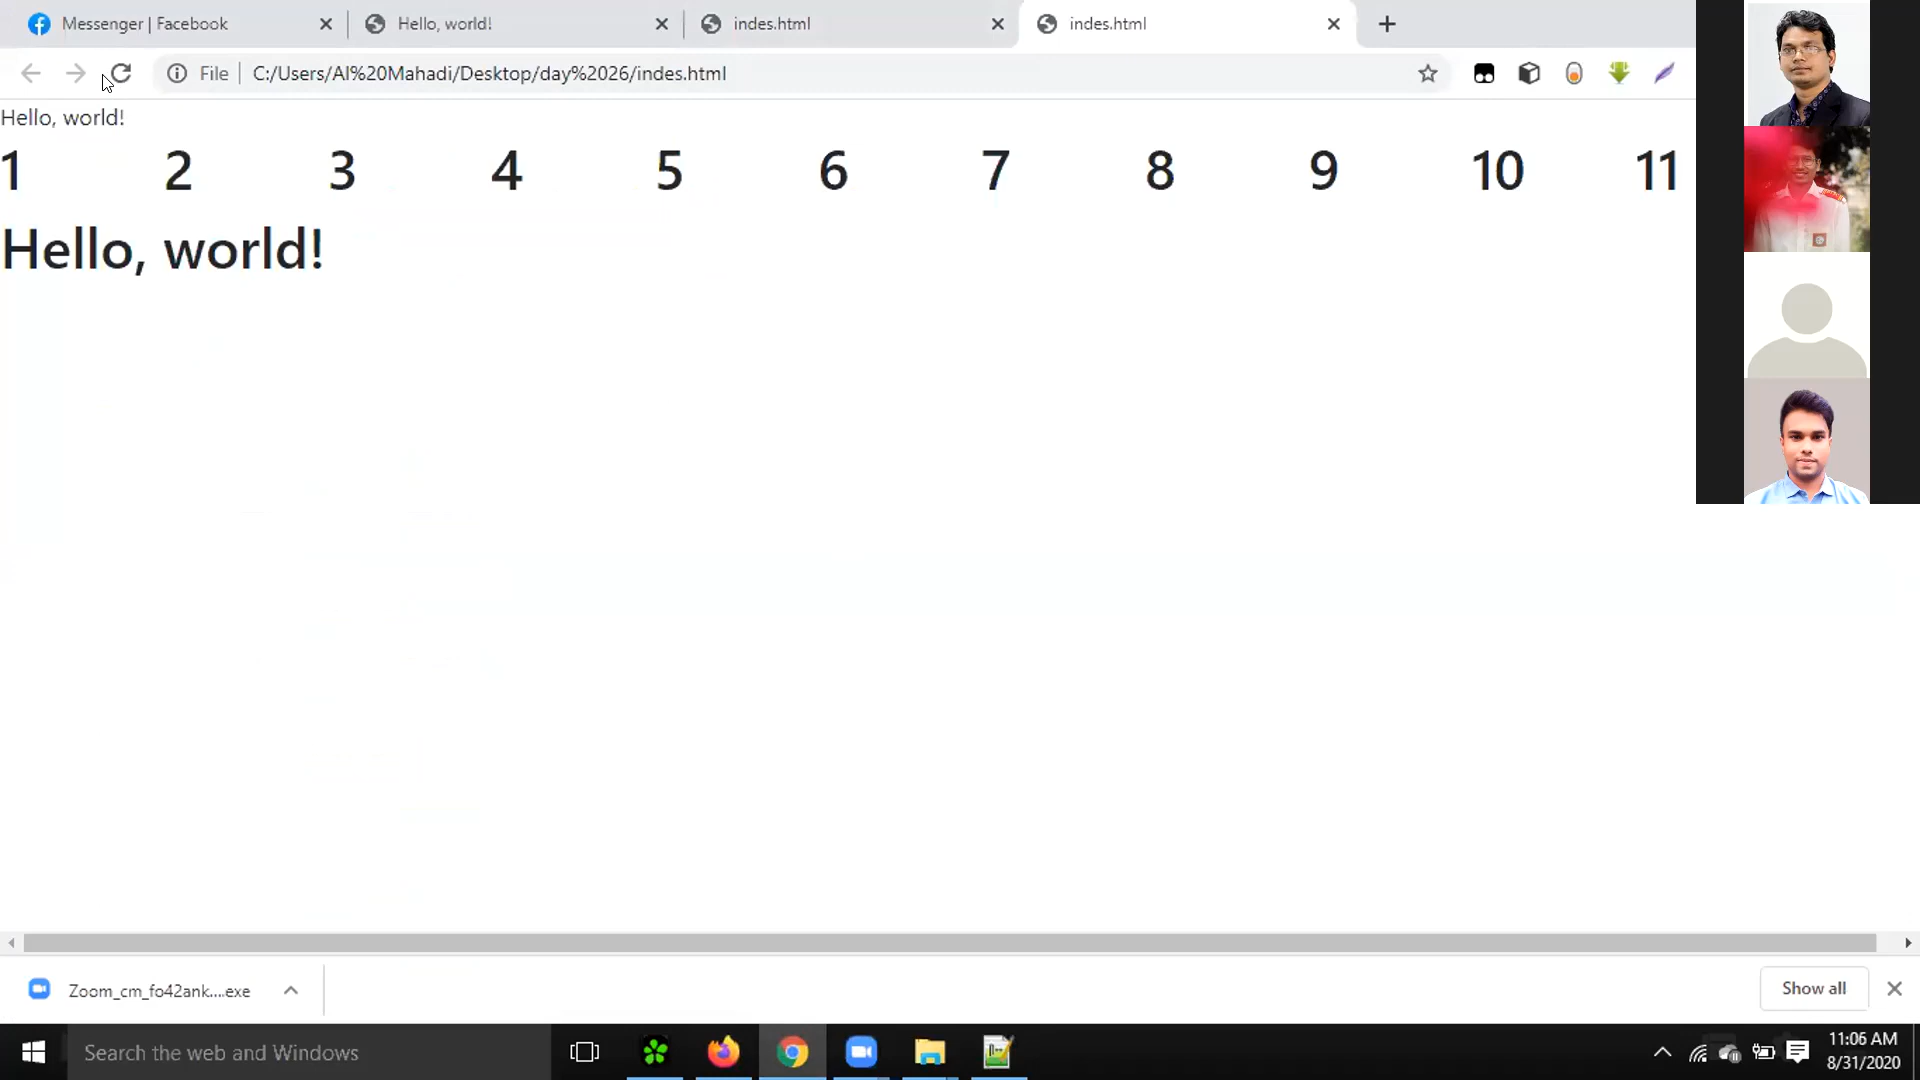 Messenger | Facebook
Hello, world!
indes.html
indes.html
File
C:/Users/Al%20Mahadi/Desktop/day%2026/indes.html
Hello, world!
1 2 3 4 5 6 7 8 9 10 11
Hello, world!
Zoom_cm_fo42ank....exe
Show all
Search the web and Windows
11:06 AM
8/31/2020